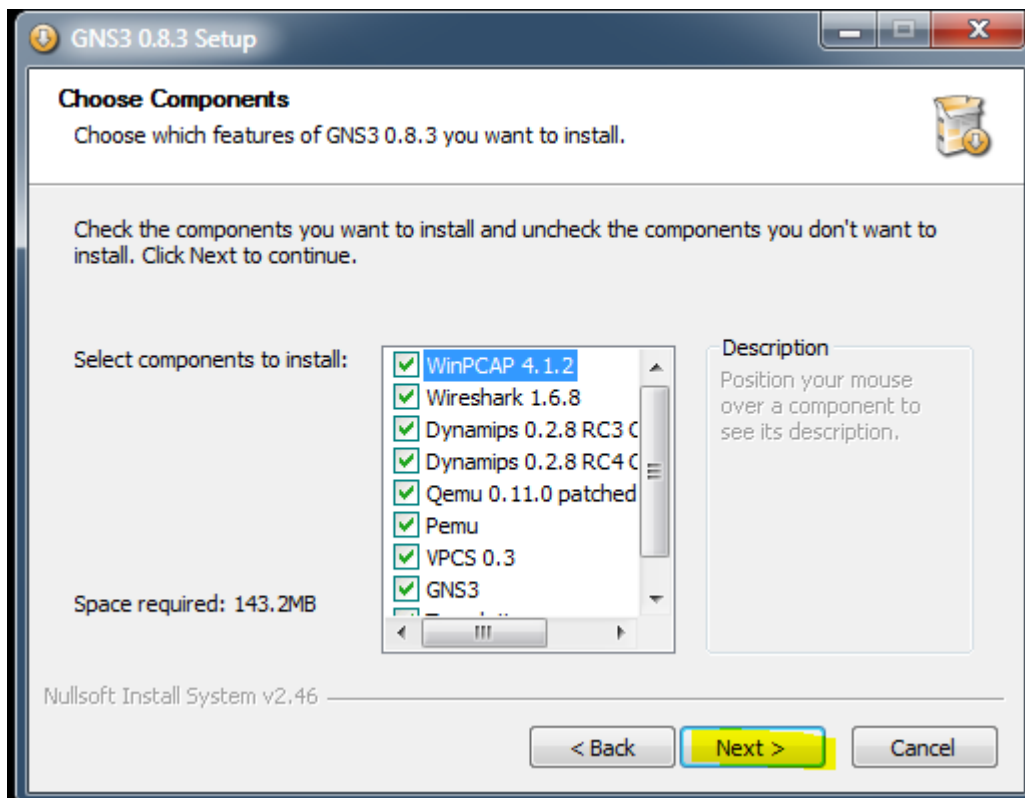 GNS3 0.8.3 Setup
Choose Components
Choose which features of GNS3 0.8.3 you want to install.
Check the components you want to install and uncheck the components you don't want to
install. Click Next to continue.
Select components to install:
WinPCAP 4.1.2
Wireshark 1.6.8
Dynamips 0.2.8 RC3 C
Dynamips 0.2.8 RC4 C
Qemu 0.11.0 patched
Pemu
VPCS 0.3
GNS3
Description
Position your mouse
over a component to
see its description.
Space required: 143.2MB
Nullsoft Install System v2.46
< Back
Next >
Cancel